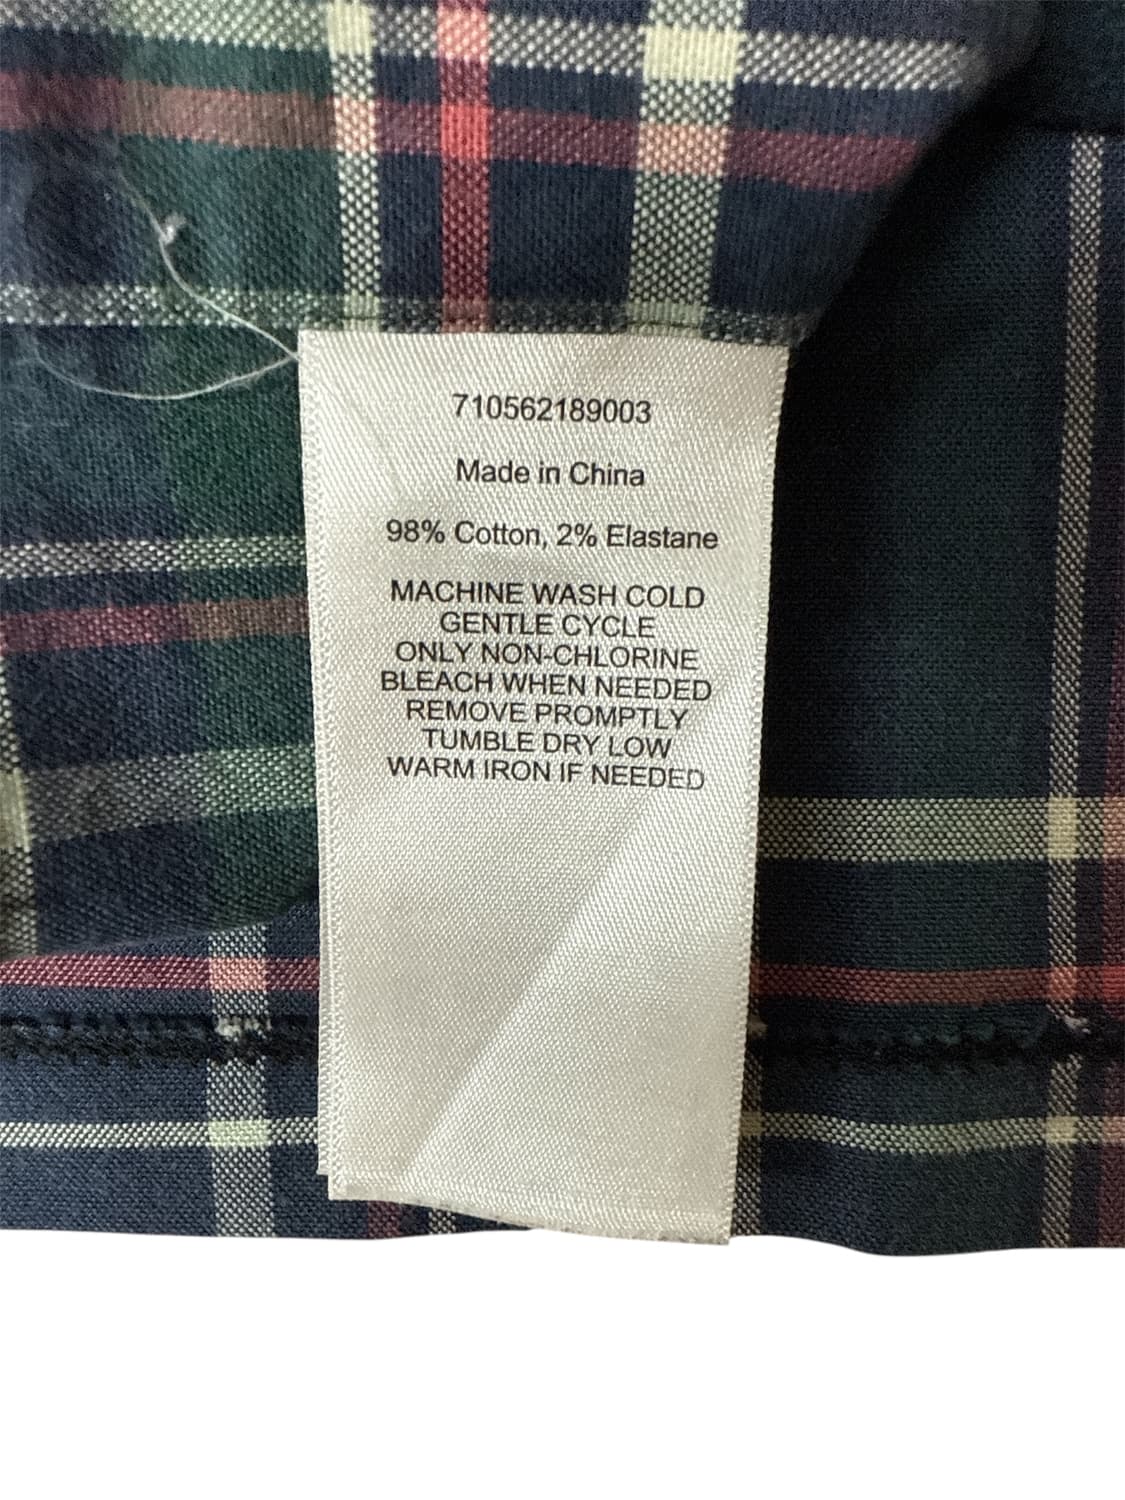 710562189003
Made in China
98% Cotton, 2% Elastane
MACHINE WASH COLD
GENTLE CYCLE
ONLY NON-CHLORINE
BLEACH WHEN NEEDED
REMOVE PROMPTLY
TUMBLE DRY LOW
WARM IRON IF NEEDED